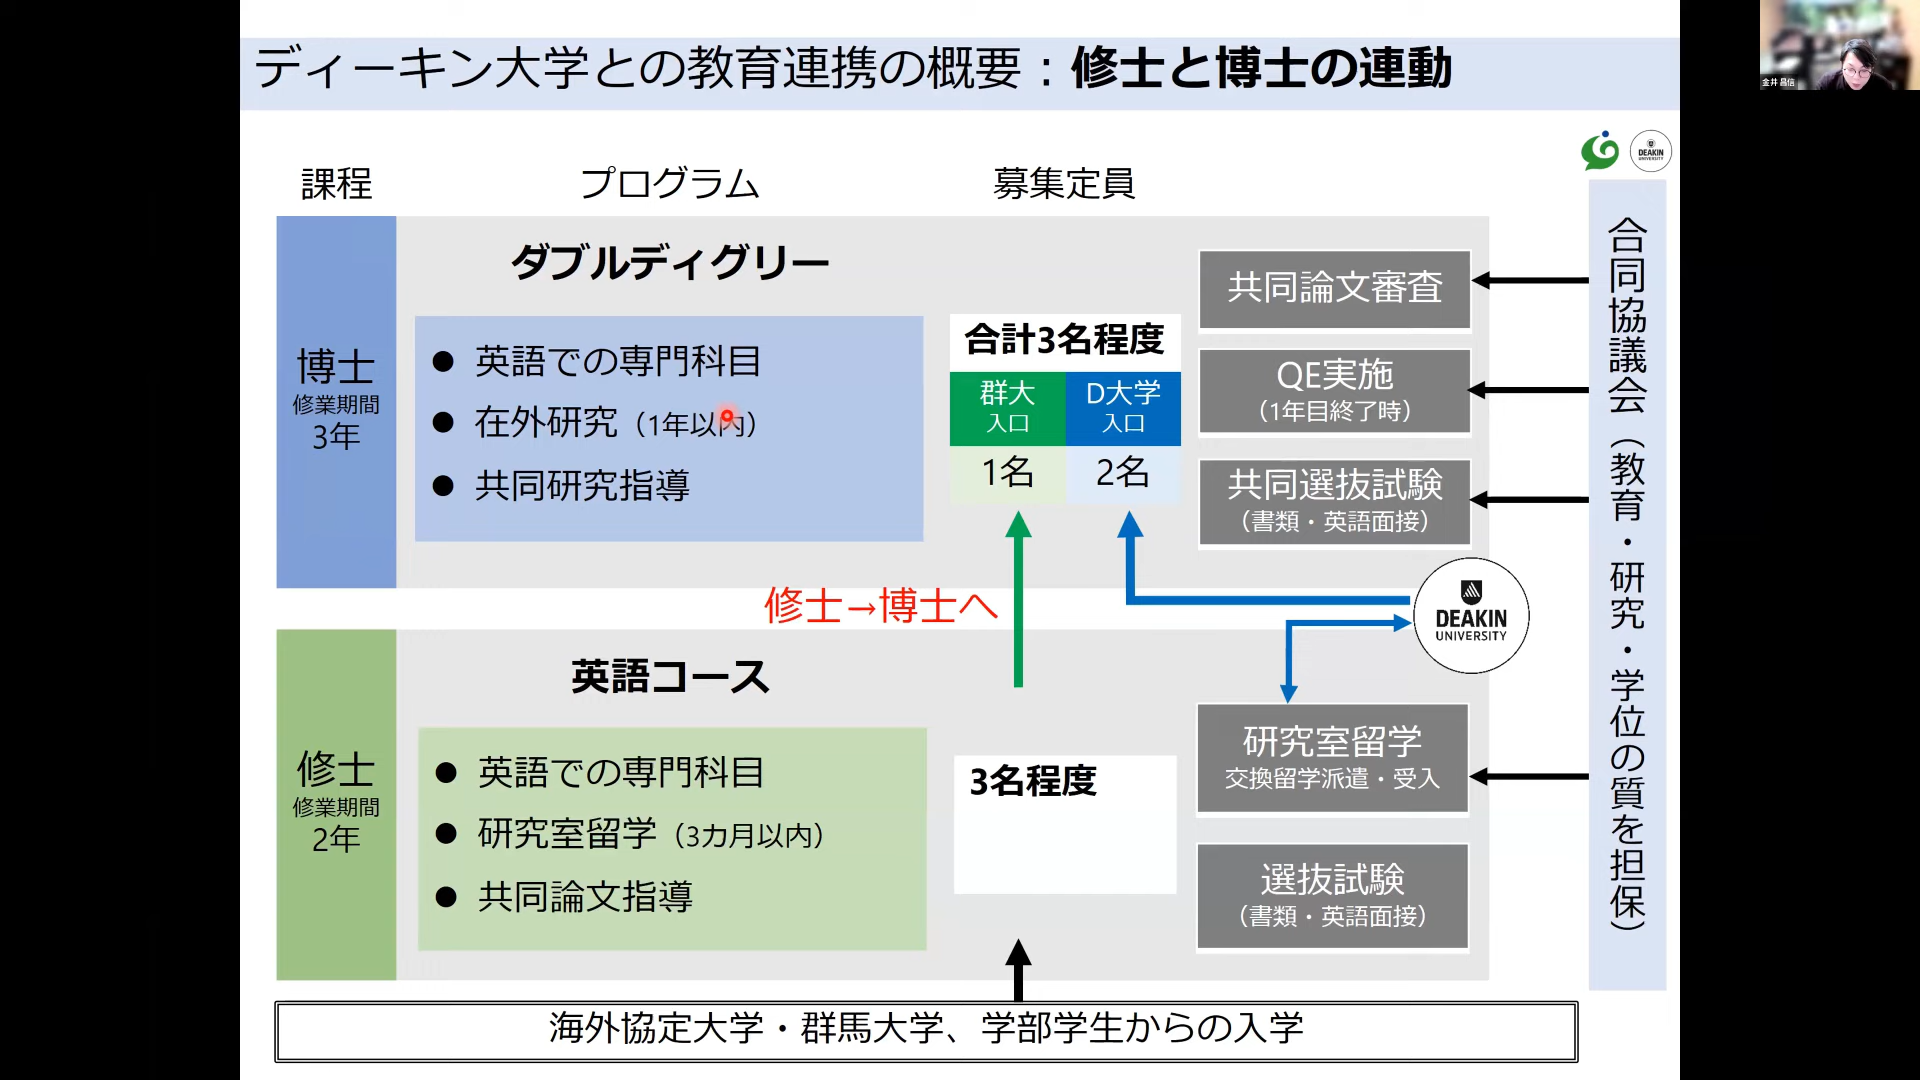 ディーキン大学との教育連携の概要：修士と博士の連動
金井 昌信
DEAKIN
UNIVERSITY
課程
プログラム
募集定員
博士
修業期間
3年
ダブルディグリー
● 英語での専門科目
● 在外研究（1年以内）
● 共同研究指導
合計3名程度
群大
入口
D大学
入口
1名
2名
共同論文審査
QE実施
（1年目終了時）
共同選抜試験
（書類・英語面接）
合同協議会（教育・研究・学位の質を担保）
修士→博士へ
DEAKIN
UNIVERSITY
修士
修業期間
2年
英語コース
● 英語での専門科目
● 研究室留学（3カ月以内）
● 共同論文指導
3名程度
研究室留学
交換留学派遣・受入
選抜試験
（書類・英語面接）
海外協定大学・群馬大学、学部学生からの入学